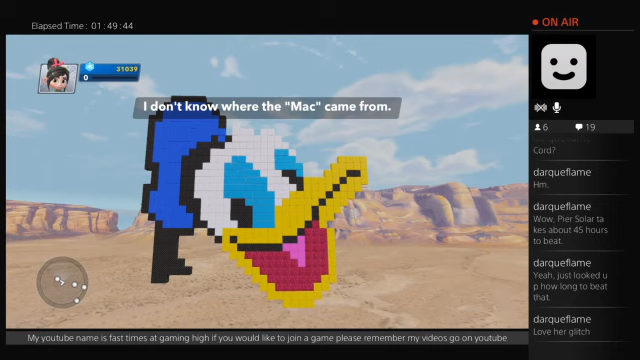 Elapsed Time : 01:49:44
ON AIR
31039
0
I don't know where the "Mac" came from.
6
19
Cord?
darqueflame
Hm.
darqueflame
Wow, Pier Solar ta
kes about 45 hours
to beat.
darqueflame
Yeah, just looked u
p how long to beat
that.
darqueflame
Love her glitch
My youtube name is fast times at gaming high if you would like to join a game please remember my videos go on youtube